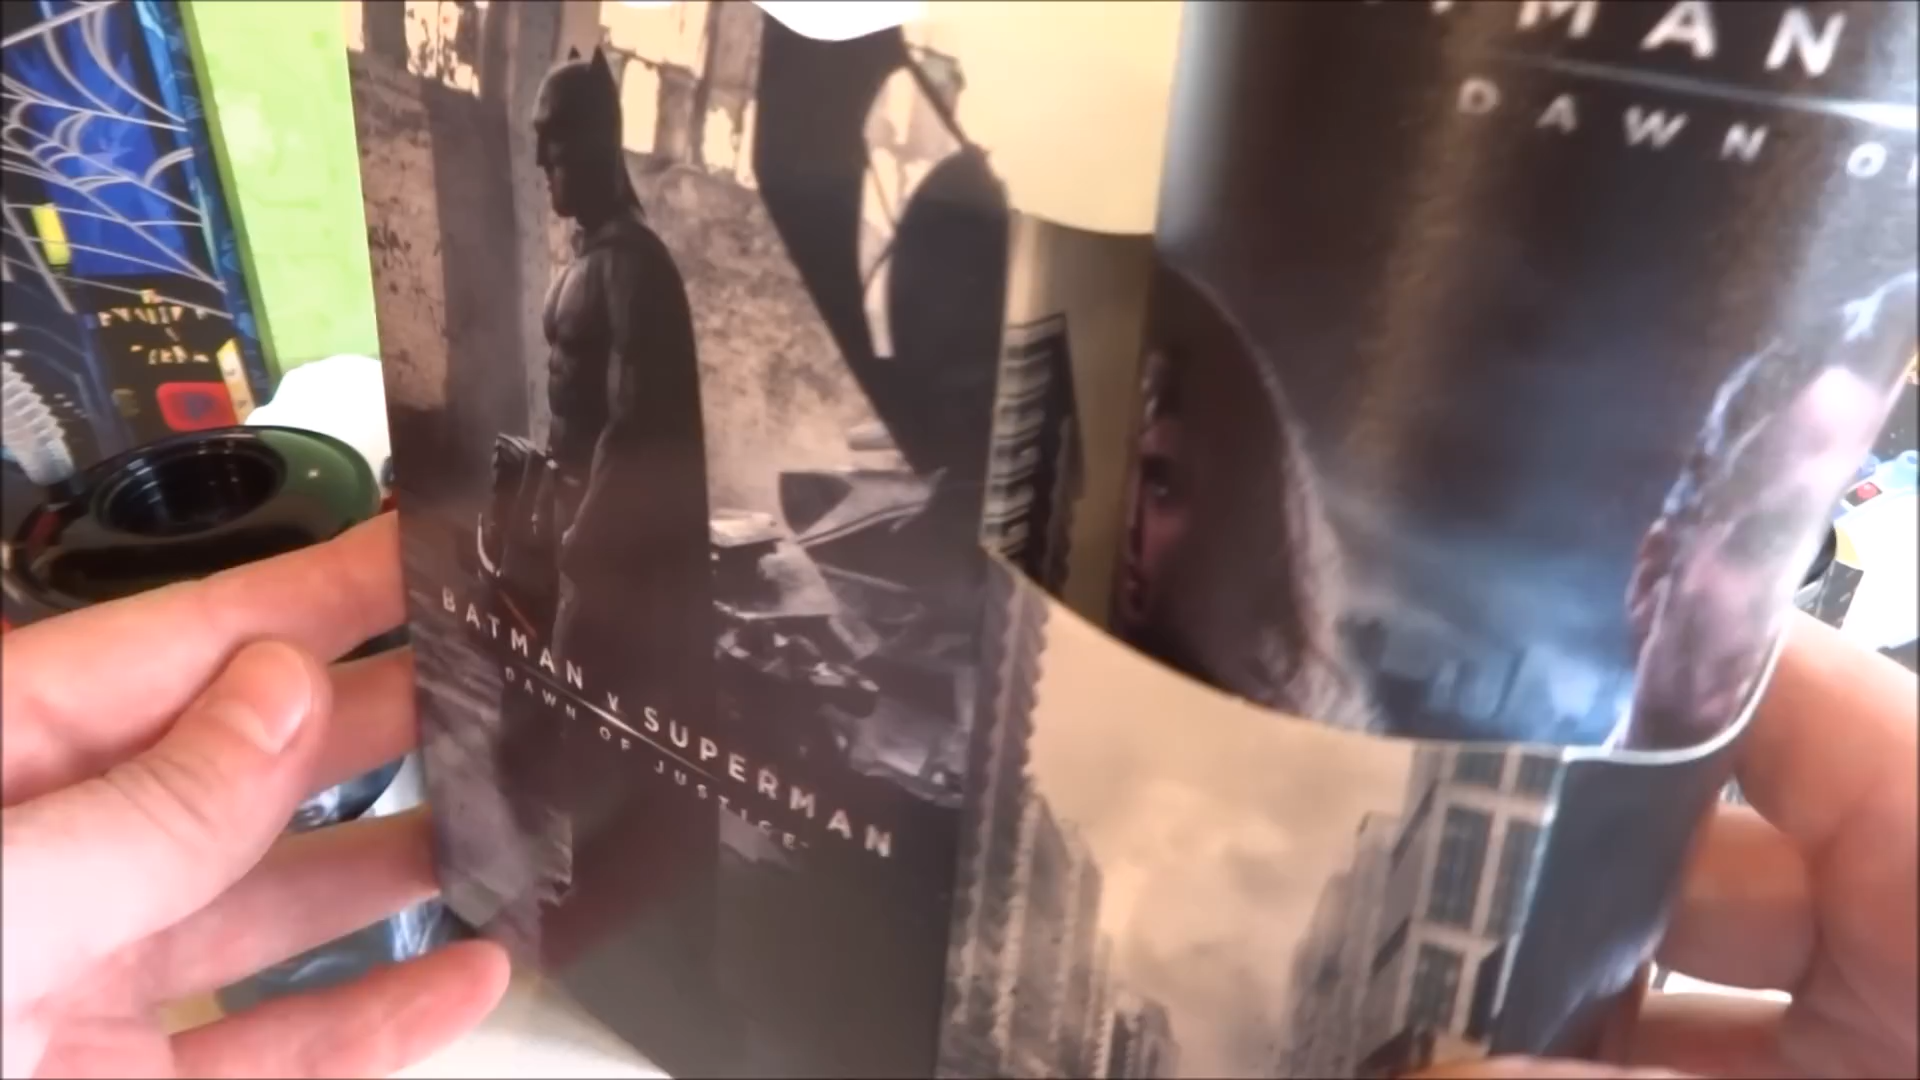 BATMAN v SUPERMAN
DAWN OF JUSTICE
MAN
DAWN